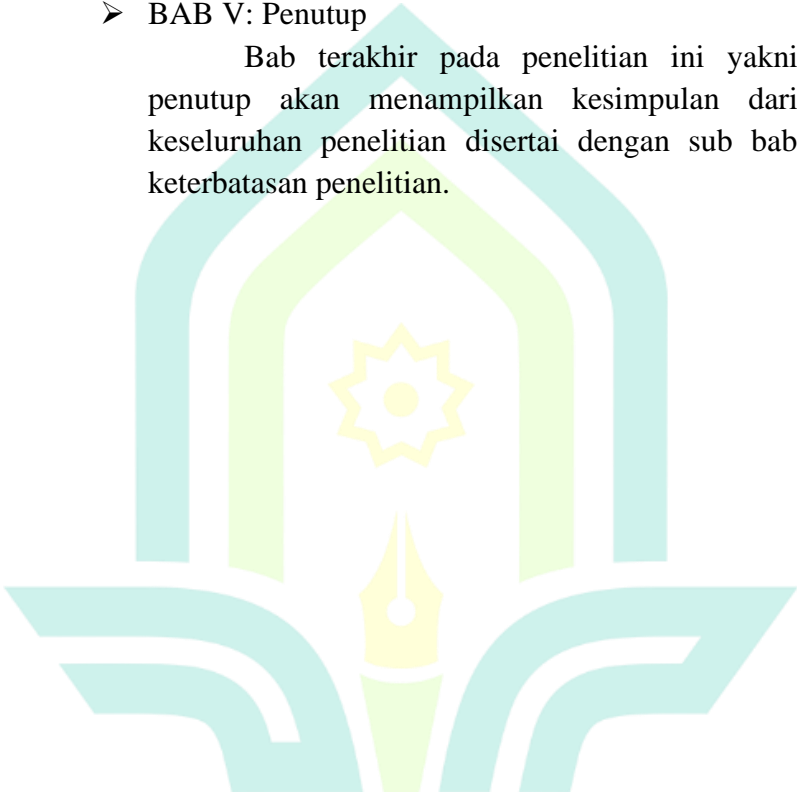 ➢ BAB V: Penutup
Bab terakhir pada penelitian ini yakni
penutup akan menampilkan kesimpulan dari
keseluruhan penelitian disertai dengan sub bab
keterbatasan penelitian.